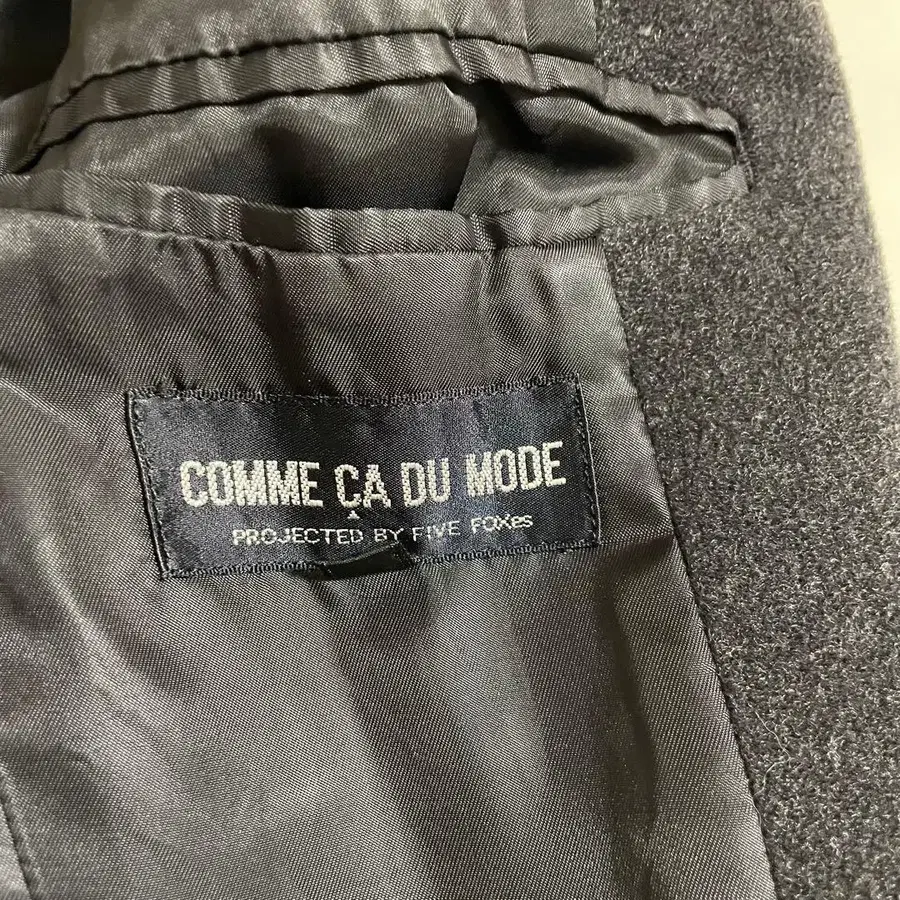 COMME ÇA DU MODE
PROJECTED BY FIVE FOXes